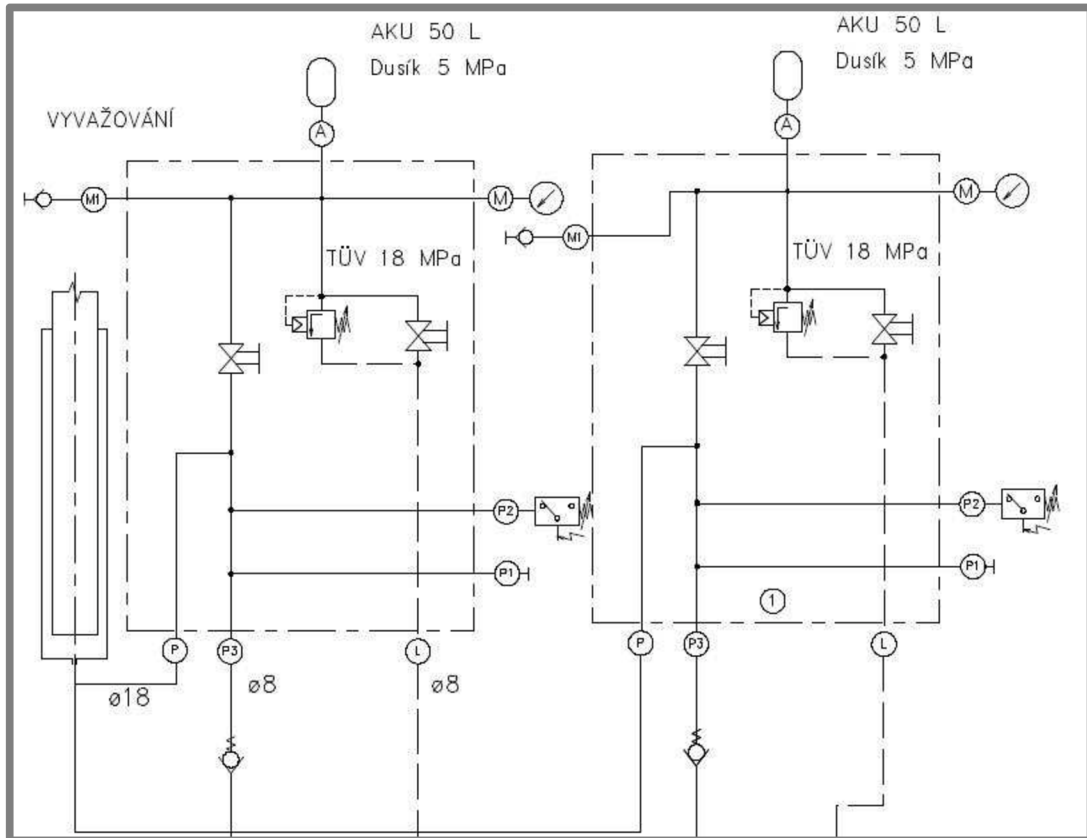 AKU 50 L
Dusík 5 MPa
AKU 50 L
Dusík 5 MPa
VYVAŽOVÁNÍ
A
A
M1
M
M
M1
TÜV 18 MPa
TÜV 18 MPa
P2
P2
P1
P1
1
P
P3
L
P
P3
L
ø18
ø8
ø8